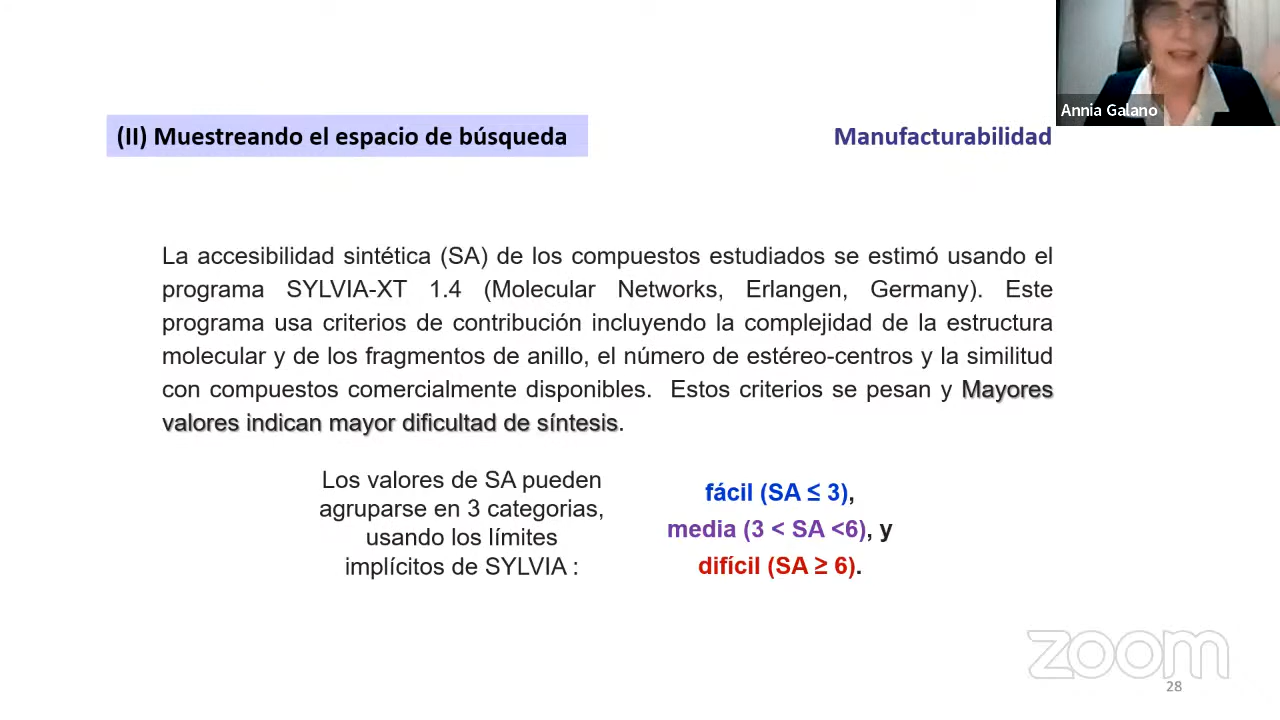 Annia Galano
(II) Muestreando el espacio de búsqueda
Manufacturabilidad
La accesibilidad sintética (SA) de los compuestos estudiados se estimó usando el
programa SYLVIA-XT 1.4 (Molecular Networks, Erlangen, Germany). Este
programa usa criterios de contribución incluyendo la complejidad de la estructura
molecular y de los fragmentos de anillo, el número de estéreo-centros y la similitud
con compuestos comercialmente disponibles. Estos criterios se pesan y Mayores
valores indican mayor dificultad de síntesis.
Los valores de SA pueden
agruparse en 3 categorias,
usando los límites
implícitos de SYLVIA :
fácil (SA ≤ 3),
media (3 < SA <6), y
difícil (SA ≥ 6).
zoom
28